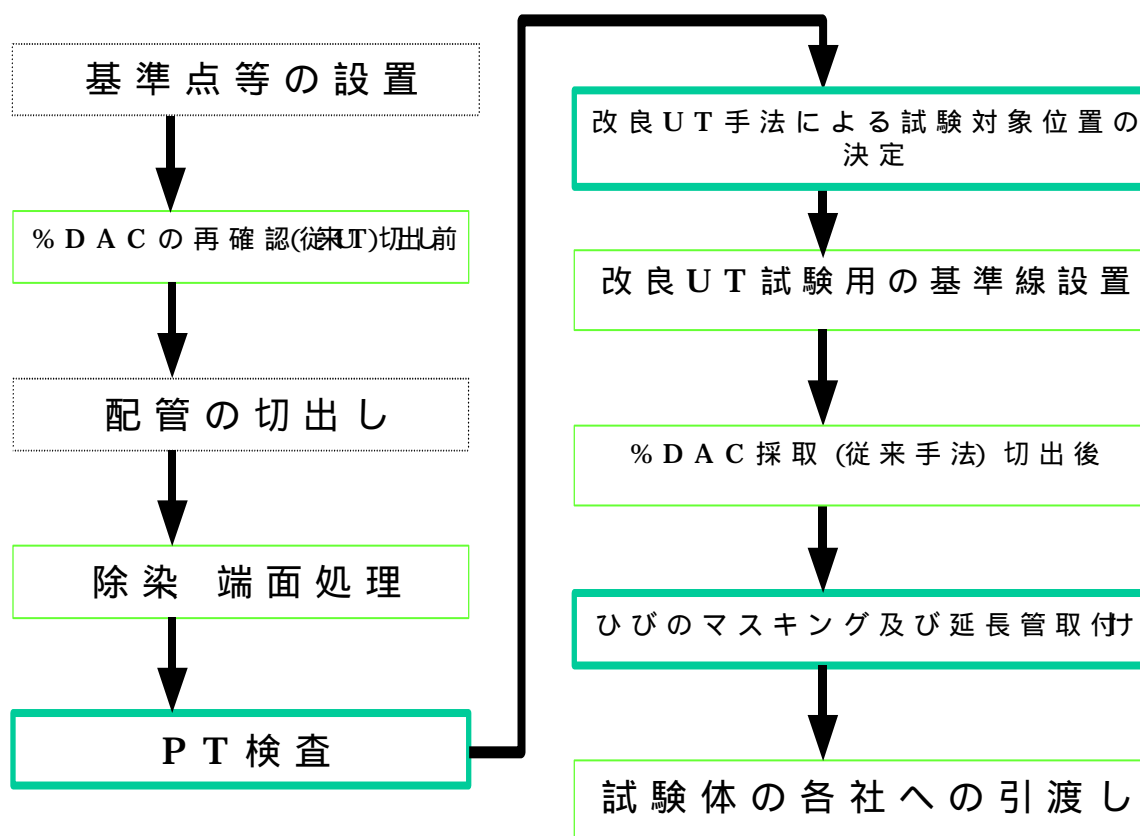 基準点等の設置
%DACの再確認(従来UT)切出し前
配管の切出し
除染 端面処理
PT検査
改良UT手法による試験対象位置の
決定
改良UT試験用の基準線設置
%DAC採取(従来手法)切出後
ひびのマスキング及び延長管取付け
試験体の各社への引渡し